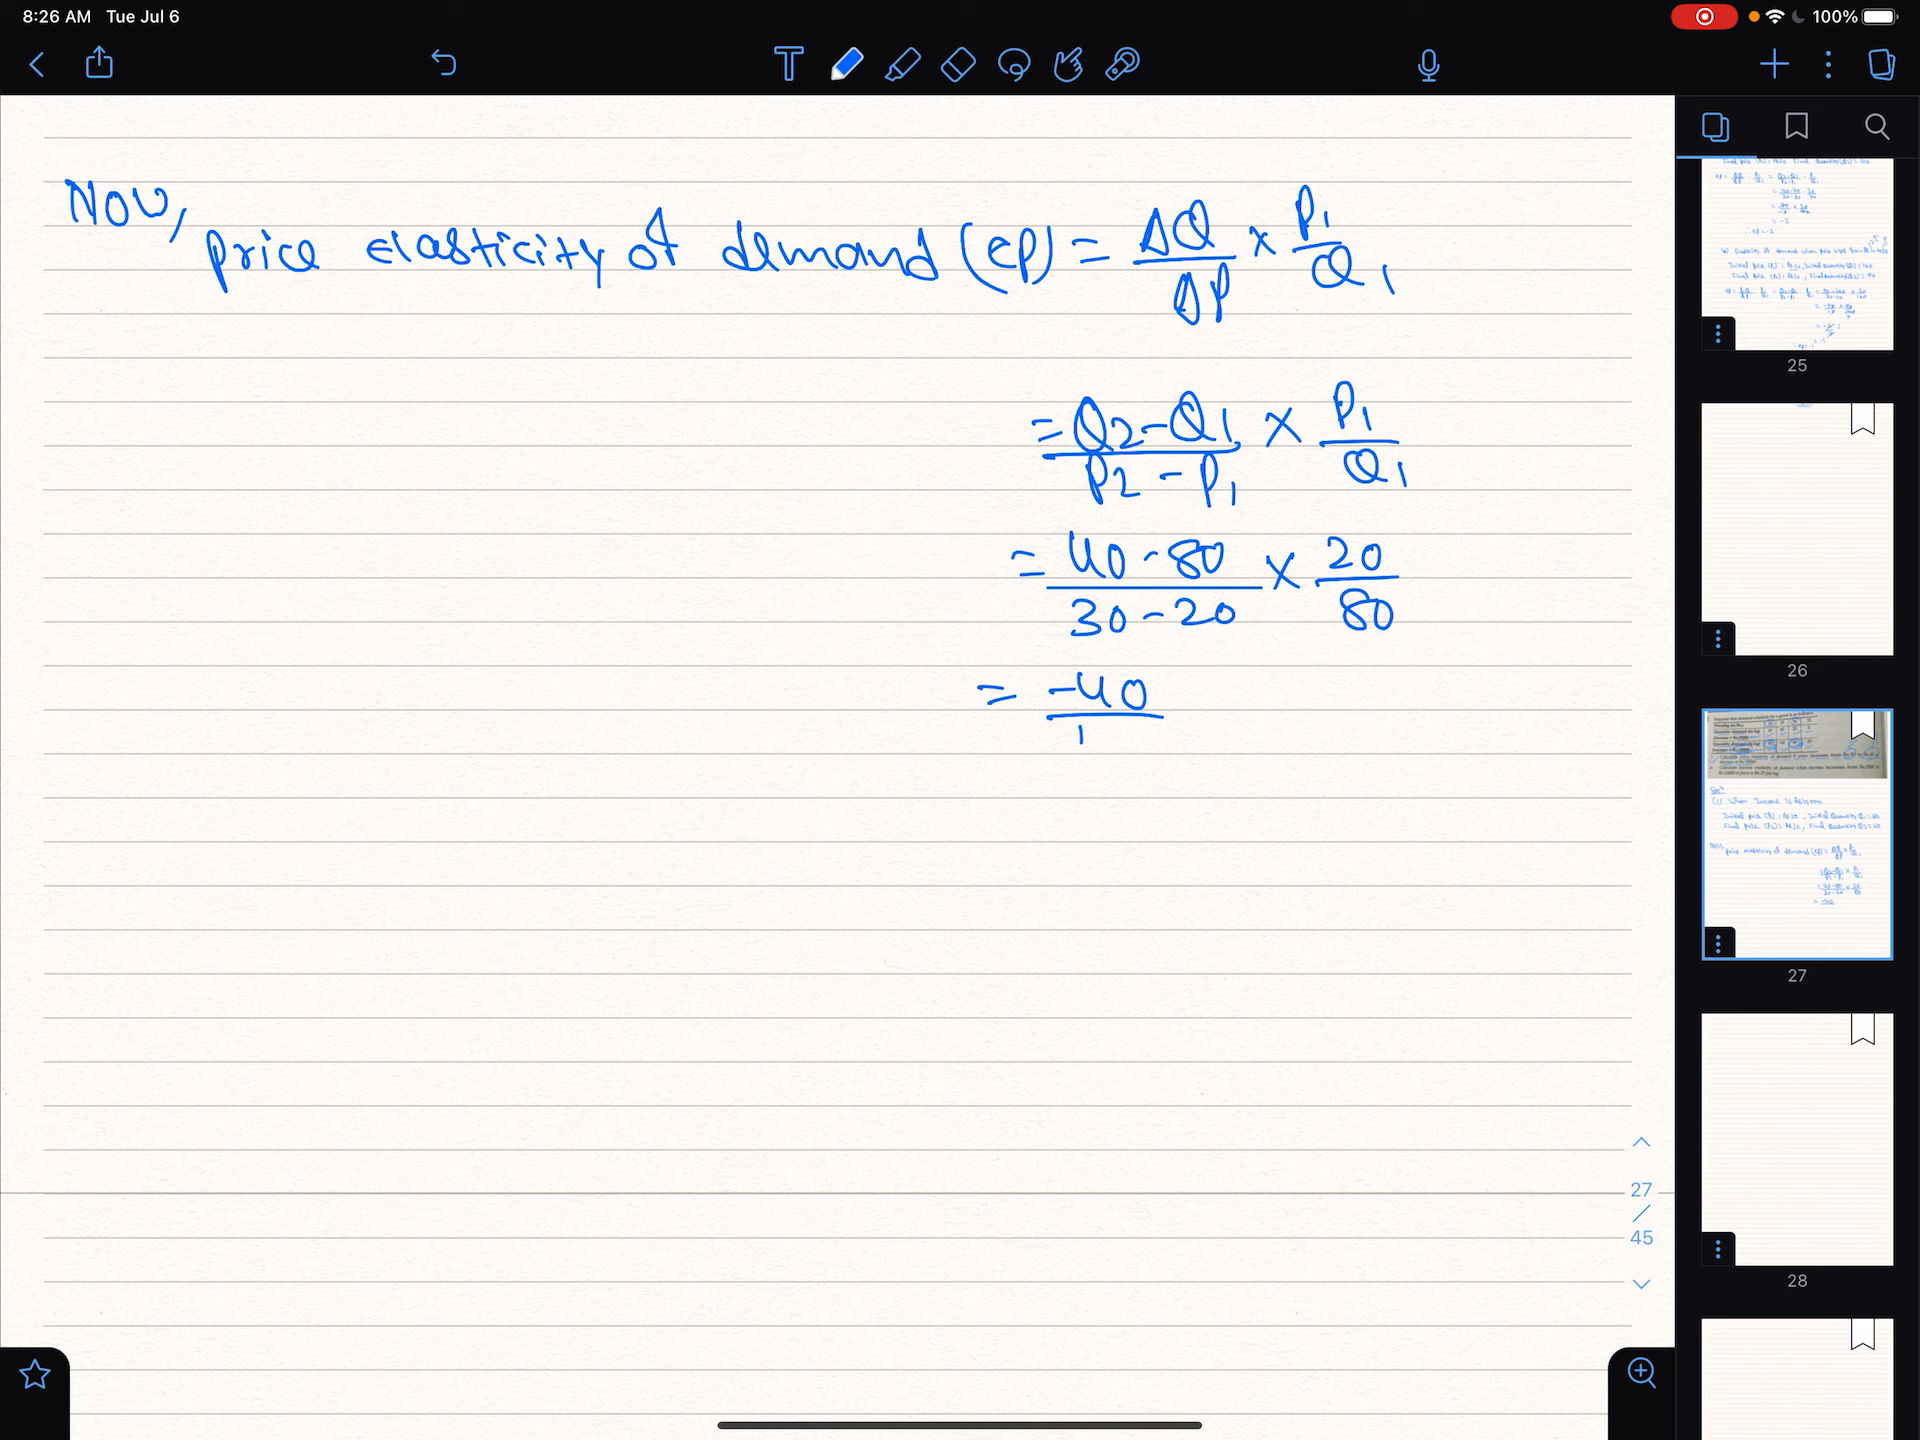 8:26 AM Tue Jul 6
100%
Now,
price elasticity of demand (ep) = ΔQ/ΔP × P1/Q1
= Q2-Q1/P2-P1 × P1/Q1
= 40-80/30-20 × 20/80
= -40/1
25
26
27
28
27
/
45